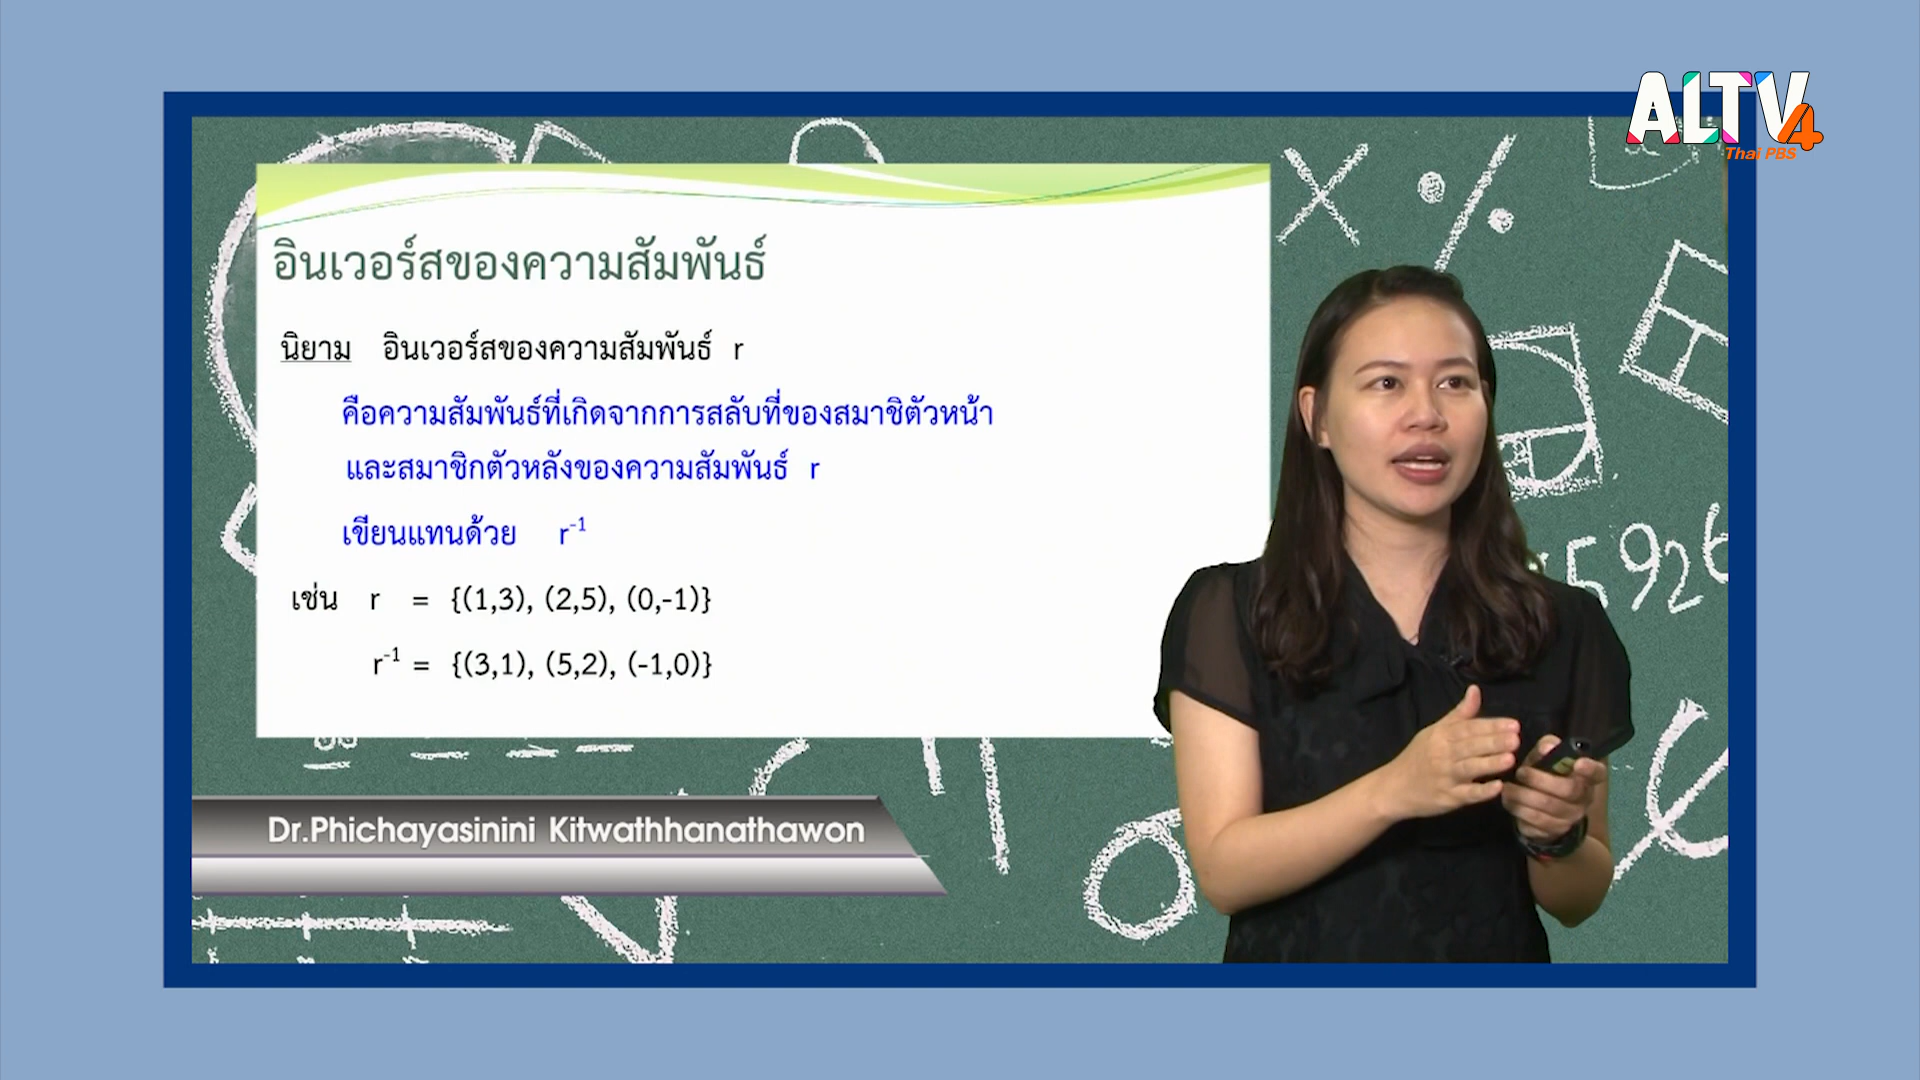 ALTV4
Thai PBS
อินเวอร์สของความสัมพันธ์
นิยาม อินเวอร์สของความสัมพันธ์ r
คือความสัมพันธ์ที่เกิดจากการสลับที่ของสมาชิตัวหน้า
และสมาชิกตัวหลังของความสัมพันธ์ r
เขียนแทนด้วย r⁻¹
เช่น r = {(1,3), (2,5), (0,-1)}
r⁻¹ = {(3,1), (5,2), (-1,0)}
5926
Dr.Phichayasinini Kitwathhanathawon